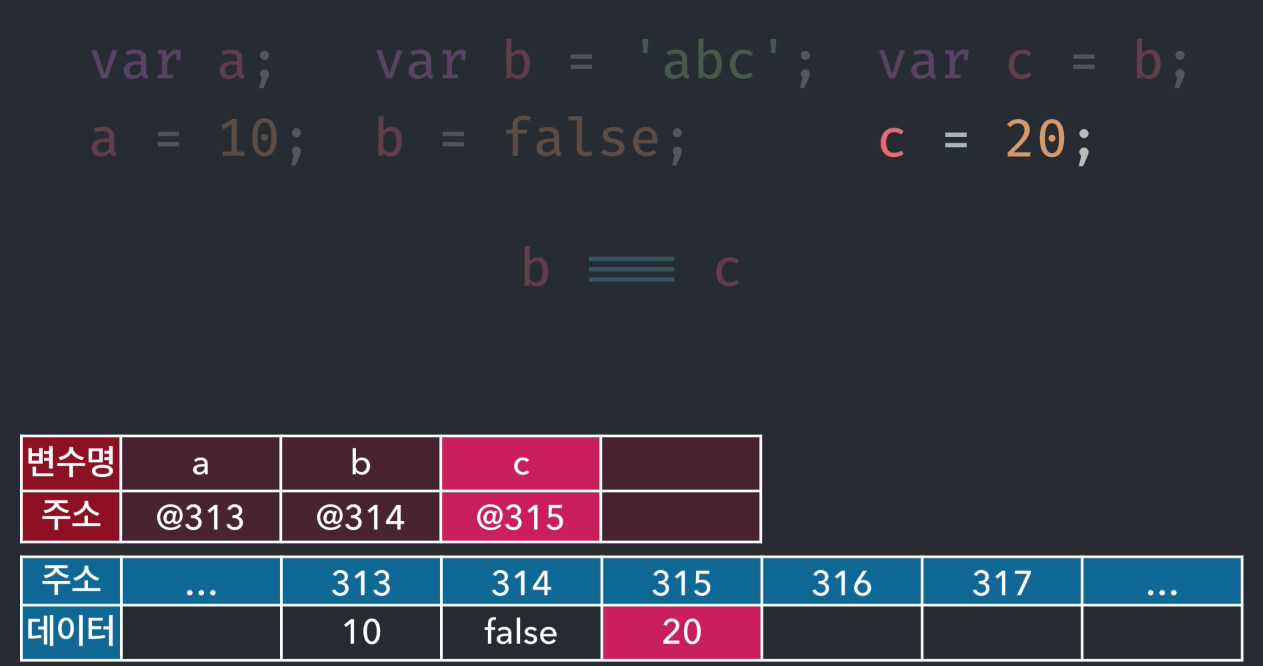 var a; var b = 'abc'; var c = b;
a = 10; b = false; c = 20;
b === c
변수명 a b c
주소 @313 @314 @315
주소 ... 313 314 315 316 317 ...
데이터 10 false 20